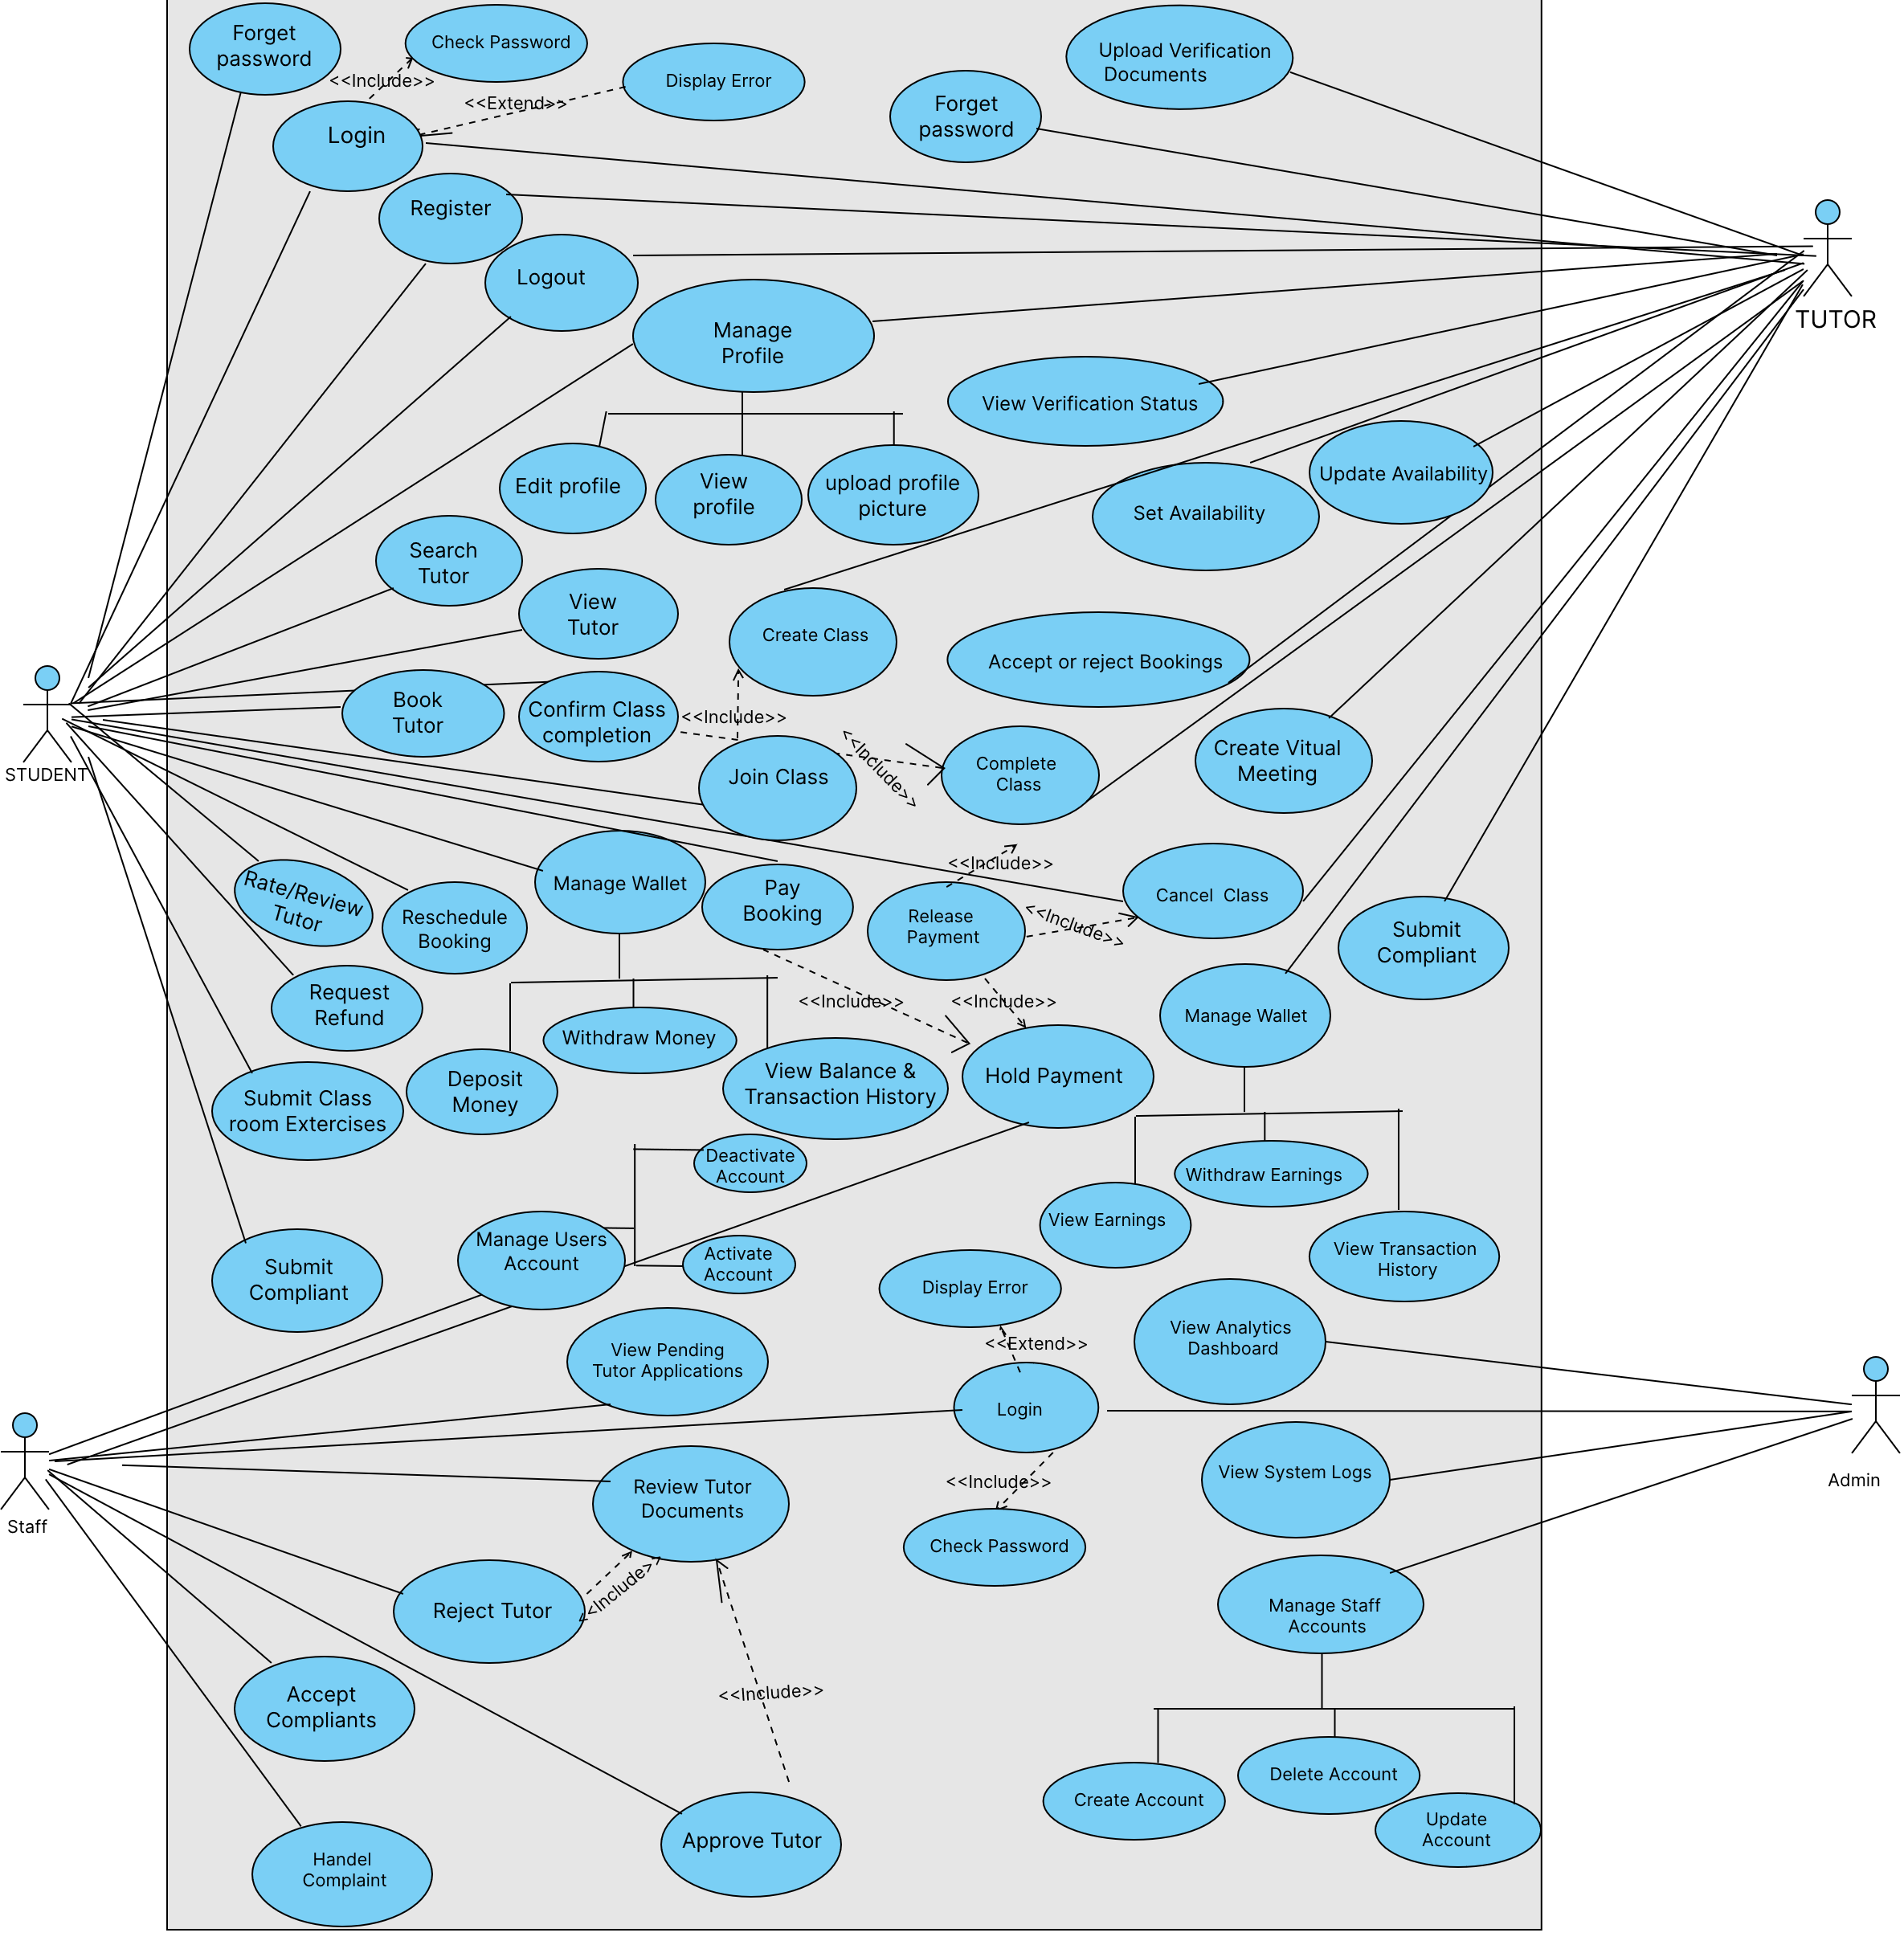 Forget
password
Check Password
<<Include>>
Display Error
<<Extend>>
Login
Upload Verification
Documents
Forget
password
Register
Logout
Manage
Profile
TUTOR
View Verification Status
Edit profile
View
profile
upload profile
picture
Update Availability
Set Availability
Search
Tutor
View
Tutor
Create Class
Accept or reject Bookings
Book
Tutor
Confirm Class
completion
<<Include>>
STUDENT
Join Class
<<Include>>
Complete
Class
Create Vitual
Meeting
Rate/Review
Tutor
Reschedule
Booking
Manage Wallet
Pay
Booking
<<Include>>
Release
Payment
<<Include>>
Cancel Class
Submit
Compliant
Request
Refund
Withdraw Money
<<Include>>
<<Include>>
Manage Wallet
Submit Class
room Extercises
Deposit
Money
View Balance &
Transaction History
Hold Payment
Deactivate
Account
Withdraw Earnings
View Earnings
Manage Users
Account
Activate
Account
View Transaction
History
Submit
Compliant
Display Error
<<Extend>>
View Analytics
Dashboard
View Pending
Tutor Applications
Login
Staff
Review Tutor
Documents
<<Include>>
View System Logs
Admin
Check Password
Reject Tutor
<<Include>>
Manage Staff
Accounts
Accept
Compliants
<<Include>>
Create Account
Delete Account
Update
Account
Approve Tutor
Handel
Complaint